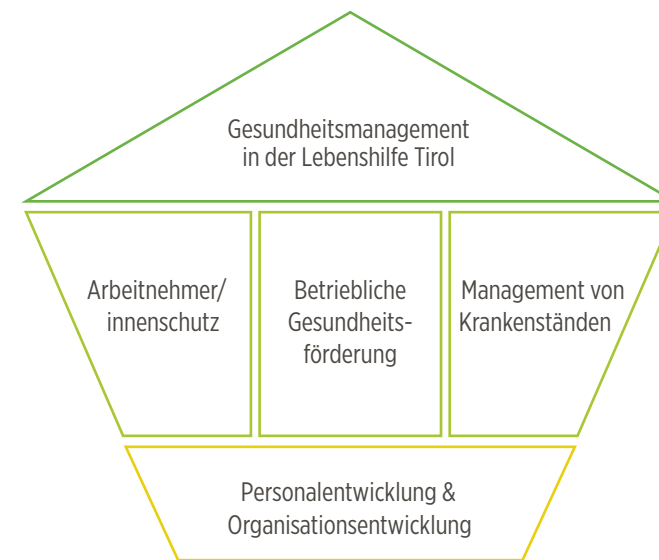 Gesundheitsmanagement
in der Lebenshilfe Tirol
Arbeitnehmer/
innenschutz
Betriebliche
Gesundheits-
förderung
Management von
Krankenständen
Personalentwicklung &
Organisationsentwicklung